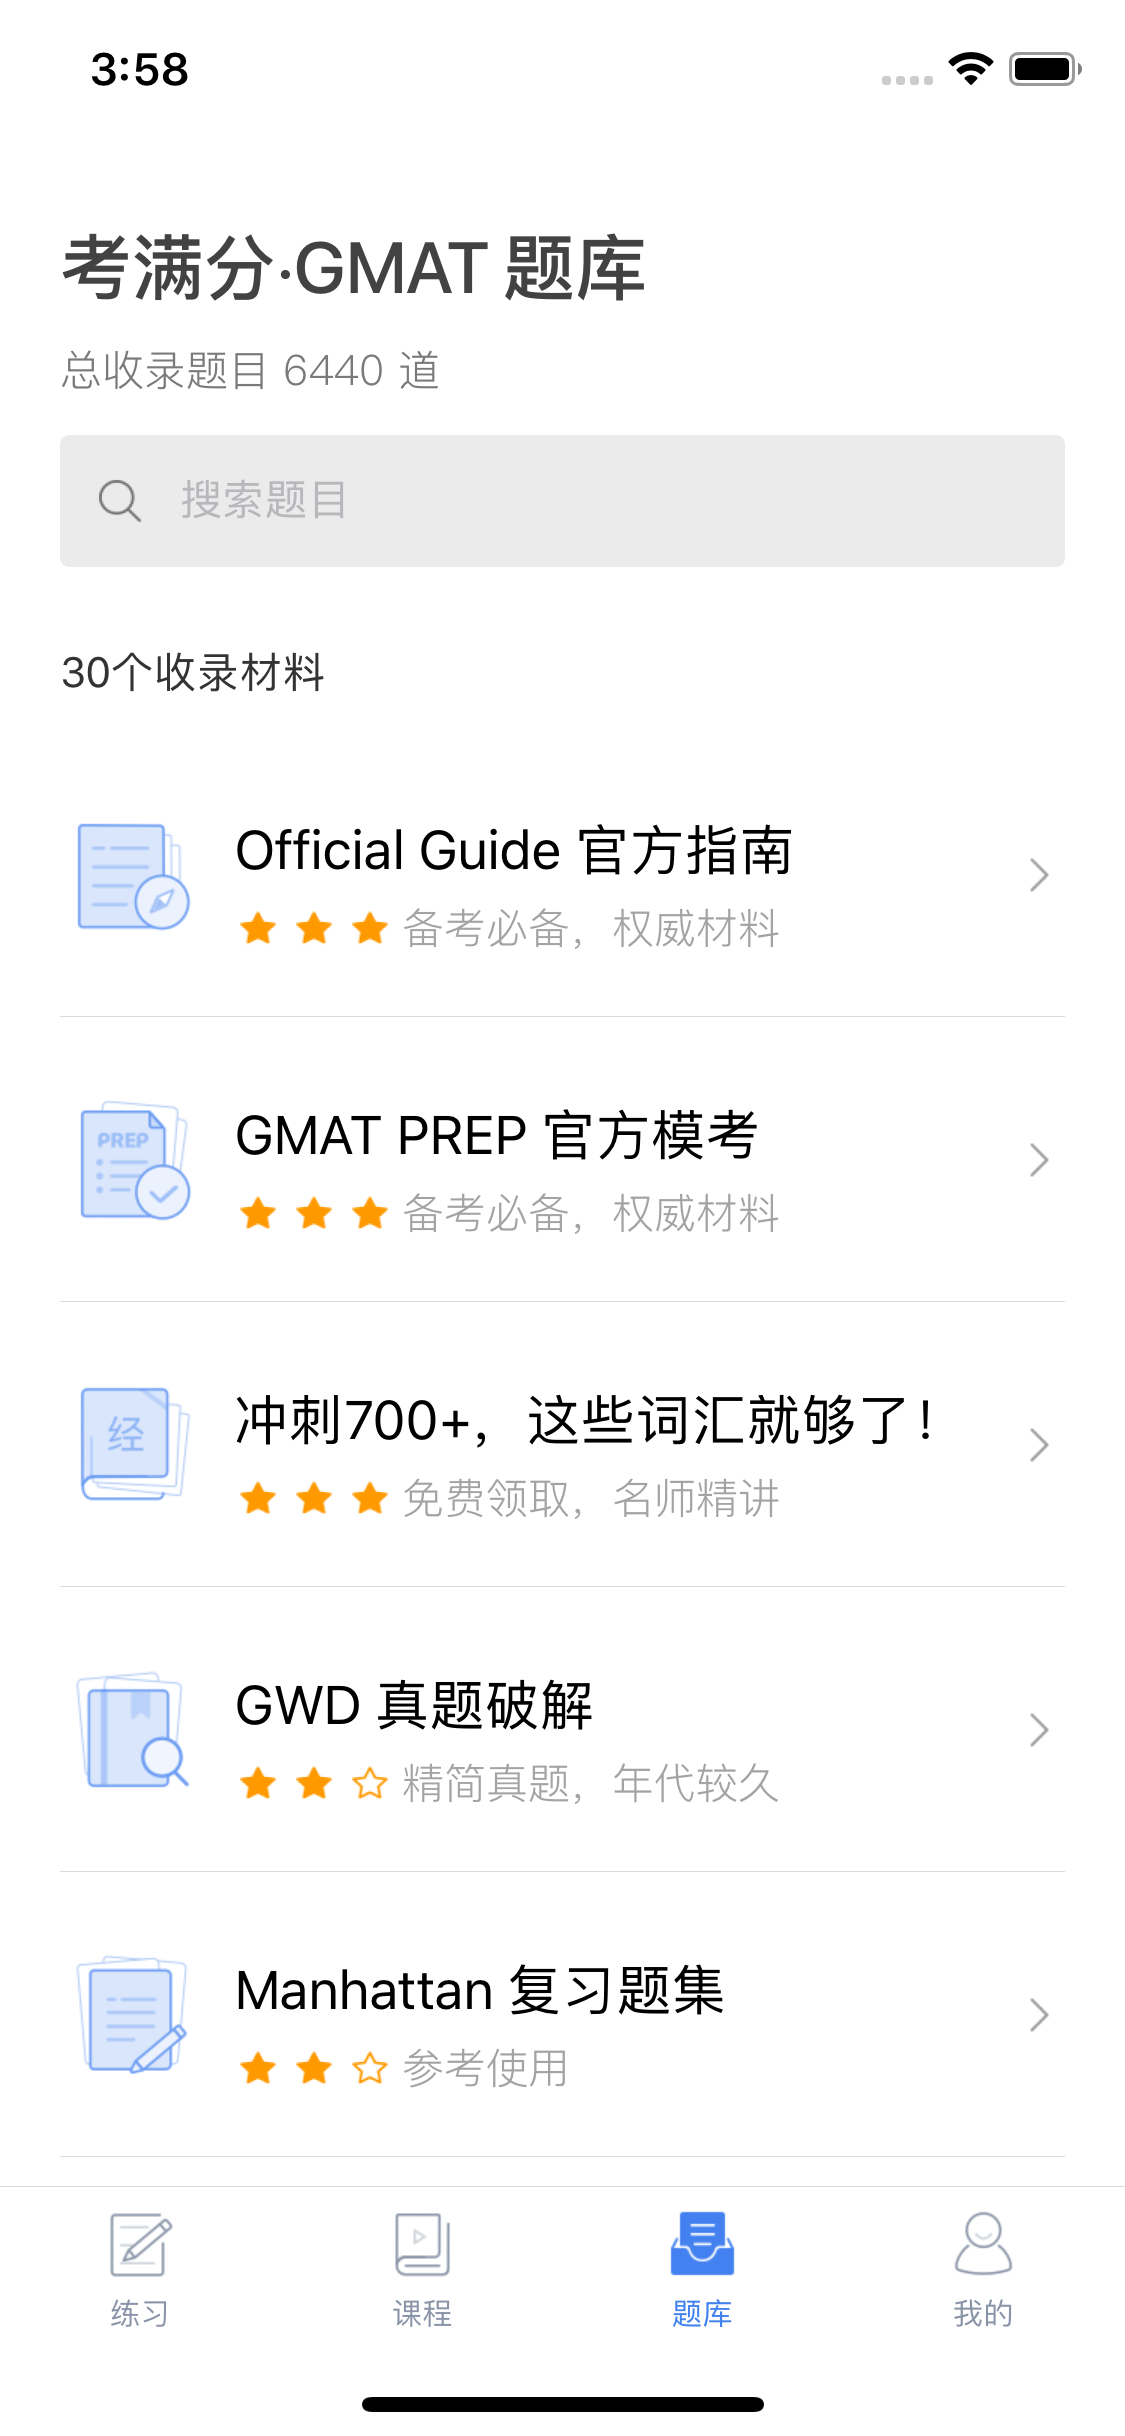 3:58
考满分·GMAT 题库
总收录题目 6440 道
搜索题目
30个收录材料
Official Guide 官方指南
备考必备，权威材料
PREP
GMAT PREP 官方模考
备考必备，权威材料
经
冲刺700+，这些词汇就够了！
免费领取，名师精讲
GWD 真题破解
精简真题，年代较久
Manhattan 复习题集
参考使用
练习
课程
题库
我的